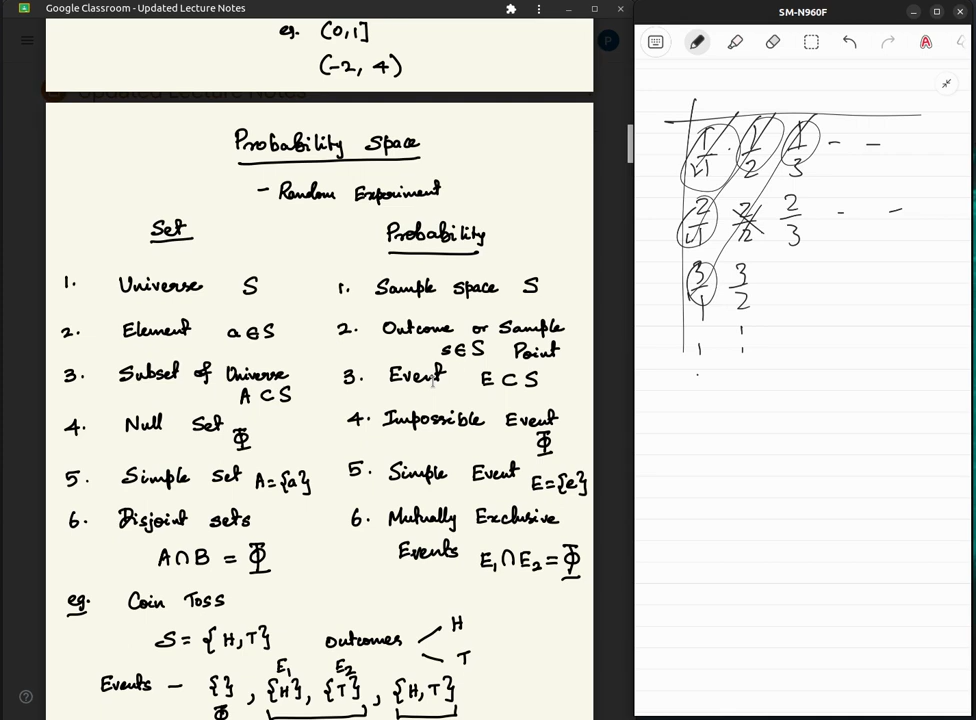 Google Classroom - Updated Lecture Notes
SM-N960F
eg. (0,1]
(-2, 4)
Probability Space
- Random Experiment
Set
Probability
1. Universe S
1. Sample space S
2. Element a ∈ S
2. Outcome or Sample
s ∈ S Point
3. Subset of Universe
A ⊂ S
3. Event E ⊂ S
4. Null Set Φ
4. Impossible Event
Φ
5. Simple set A = {a}
5. Simple Event E = {e}
6. Disjoint sets
A ∩ B = Φ
6. Mutually Exclusive
Events E₁ ∩ E₂ = Φ
eg. Coin Toss
S = {H, T} outcomes H
T
E₁ E₂
Events - { } , {H}, {T}, {H, T}
Φ
1/1 1/2 1/3 - -
2/1 2/2 2/3 - -
3/1 3/2